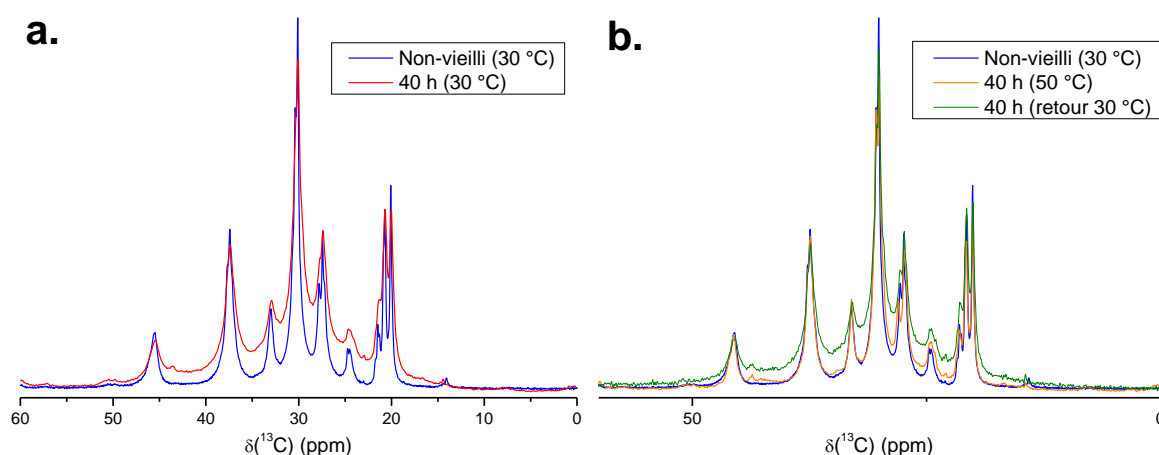 a.
Non-vieilli (30 °C)
40 h (30 °C)
60 50 40 30 20 10 0
δ(¹³C) (ppm)
b.
Non-vieilli (30 °C)
40 h (50 °C)
40 h (retour 30 °C)
50 0
δ(¹³C) (ppm)